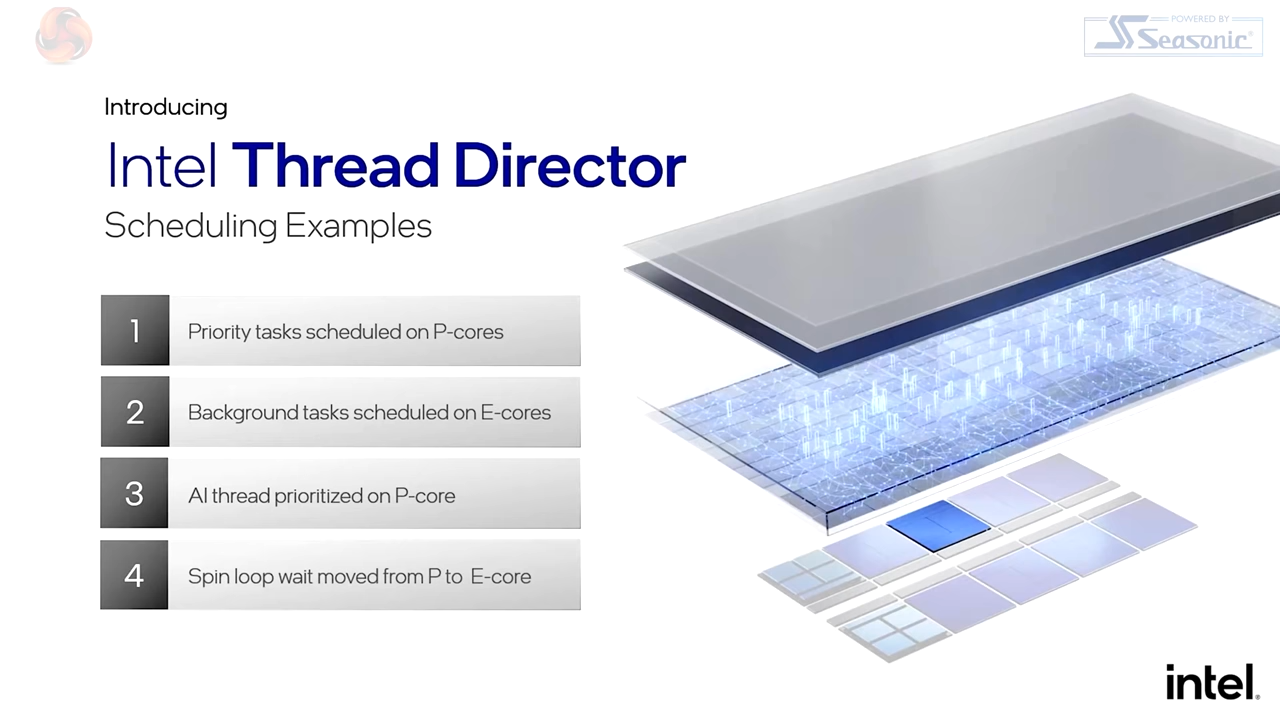 POWERED BY
Seasonic
Introducing
Intel Thread Director
Scheduling Examples
1 Priority tasks scheduled on P-cores
2 Background tasks scheduled on E-cores
3 AI thread prioritized on P-core
4 Spin loop wait moved from P to E-core
intel.